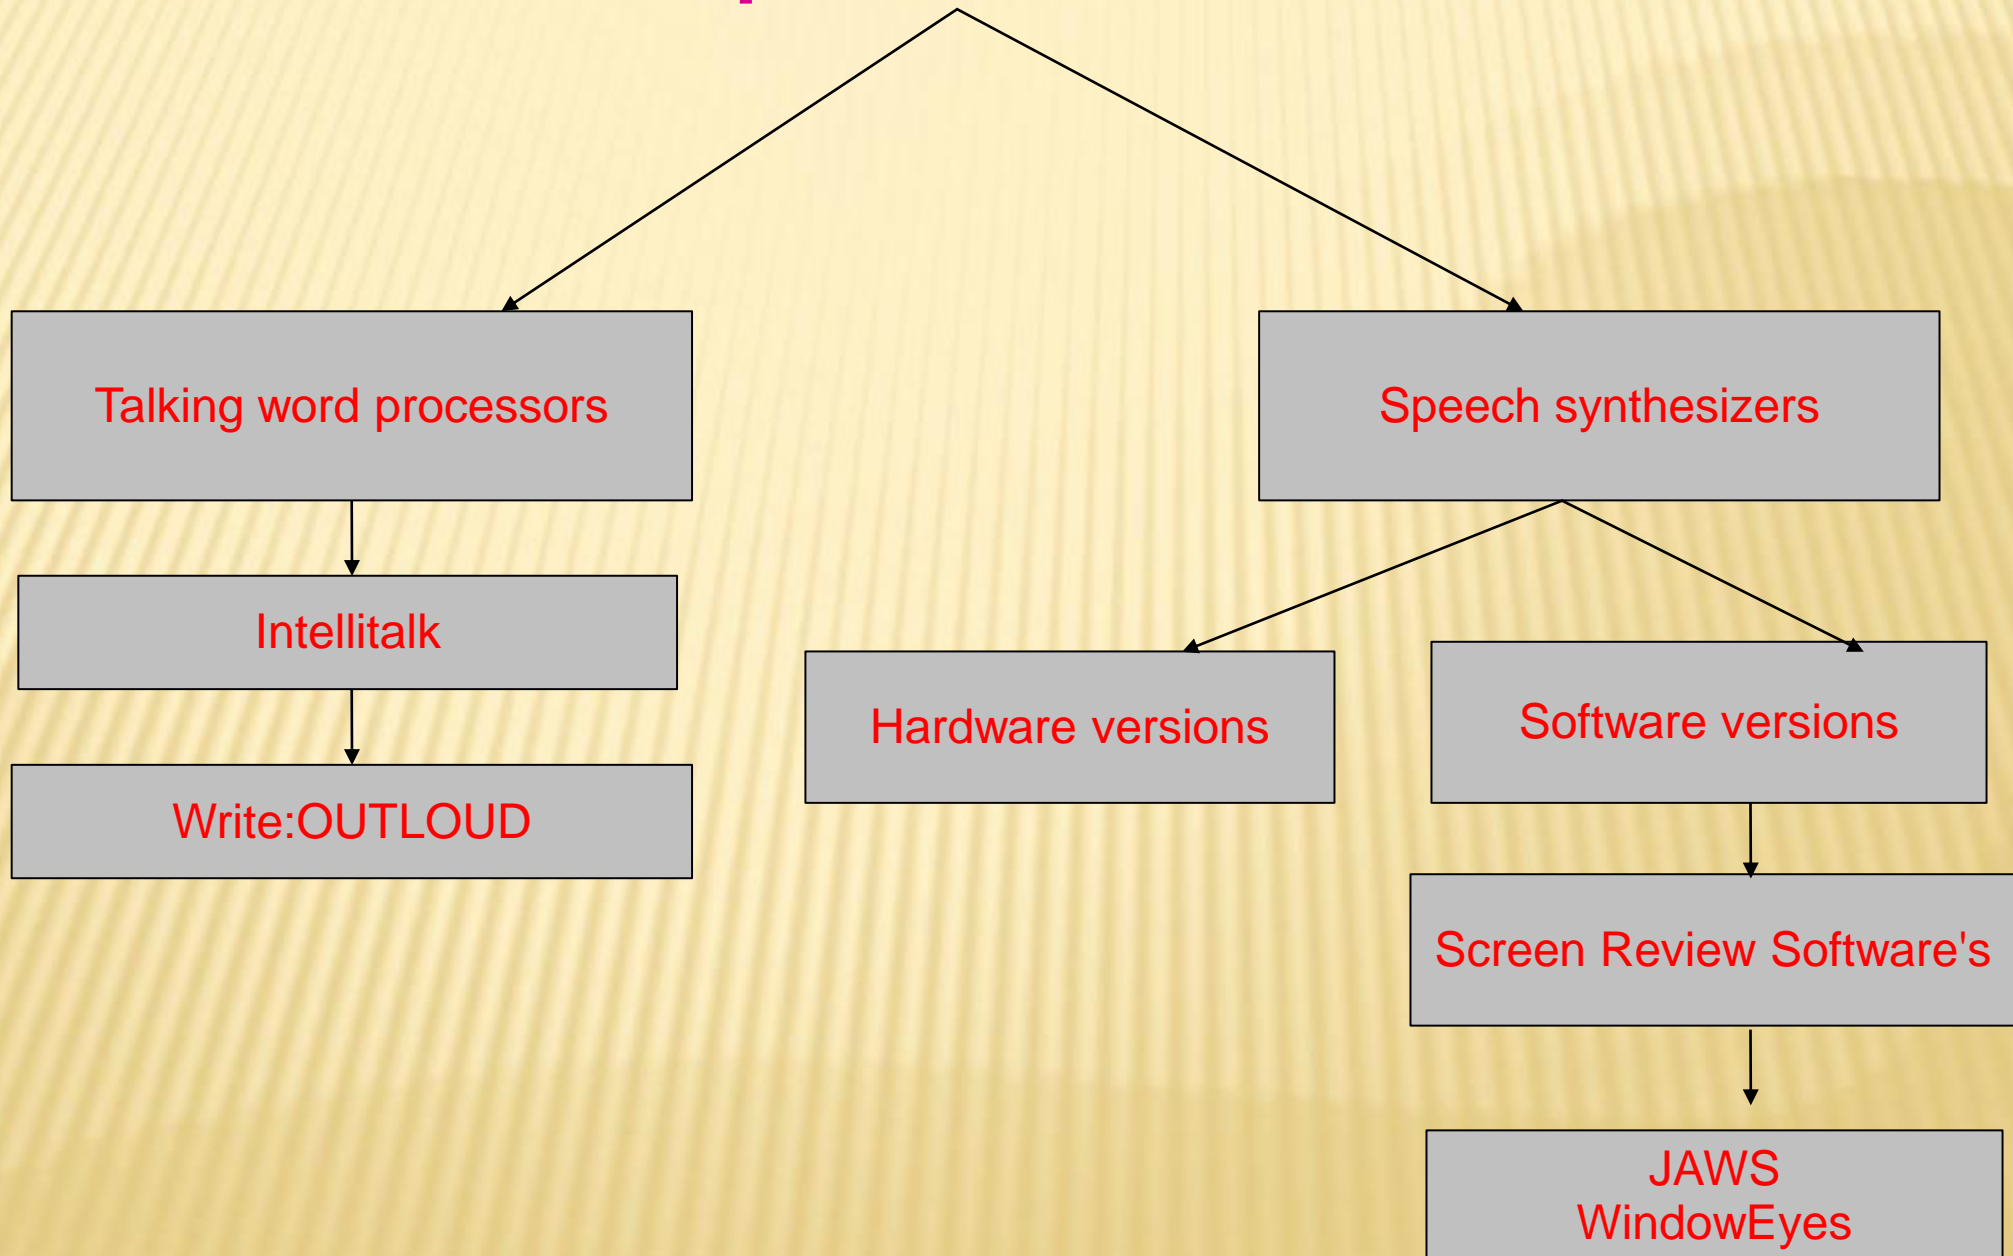 Talking word processors
Speech synthesizers
Intellitalk
Hardware versions
Software versions
Write:OUTLOUD
Screen Review Software's
JAWS
WindowEyes